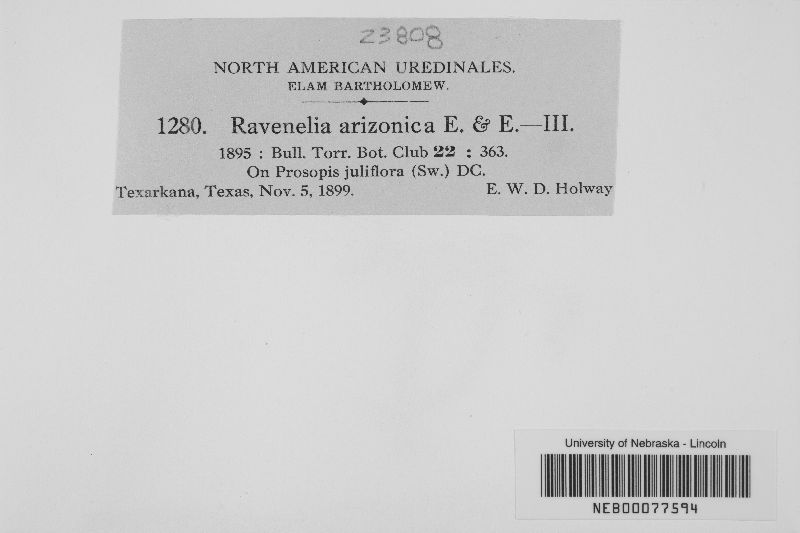 23808
NORTH AMERICAN UREDINALES.
ELAM BARTHOLOMEW.
1280. Ravenelia arizonica E. & E.—III.
1895 : Bull. Torr. Bot. Club 22 : 363.
On Prosopis juliflora (Sw.) DC.
Texarkana, Texas, Nov. 5, 1899. E. W. D. Holway
University of Nebraska - Lincoln
NEB00077594